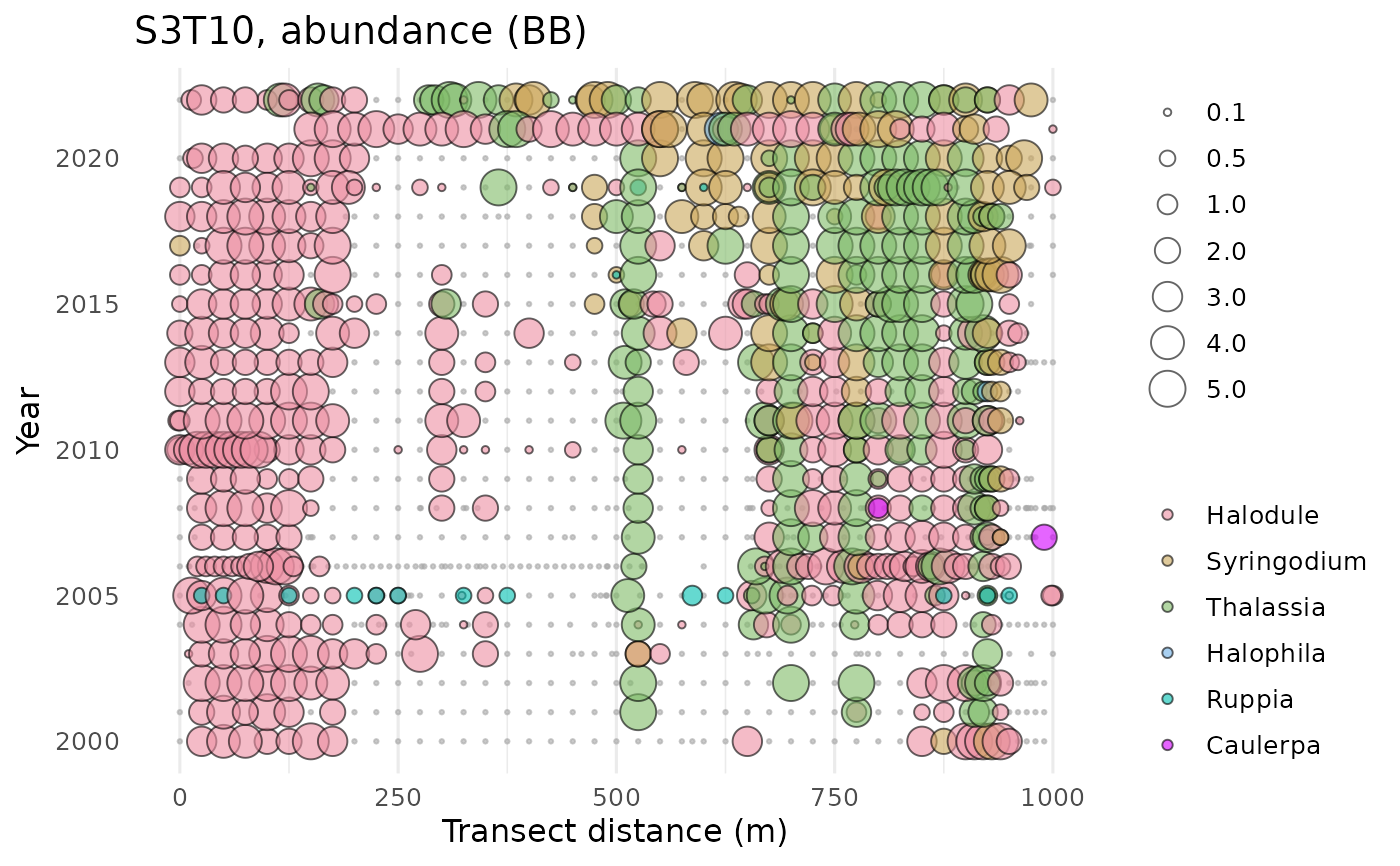 S3T10, abundance (BB)
Year
2020
2015
2010
2005
2000
0
250
500
750
1000
Transect distance (m)
0.1
0.5
1.0
2.0
3.0
4.0
5.0
Halodule
Syringodium
Thalassia
Halophila
Ruppia
Caulerpa